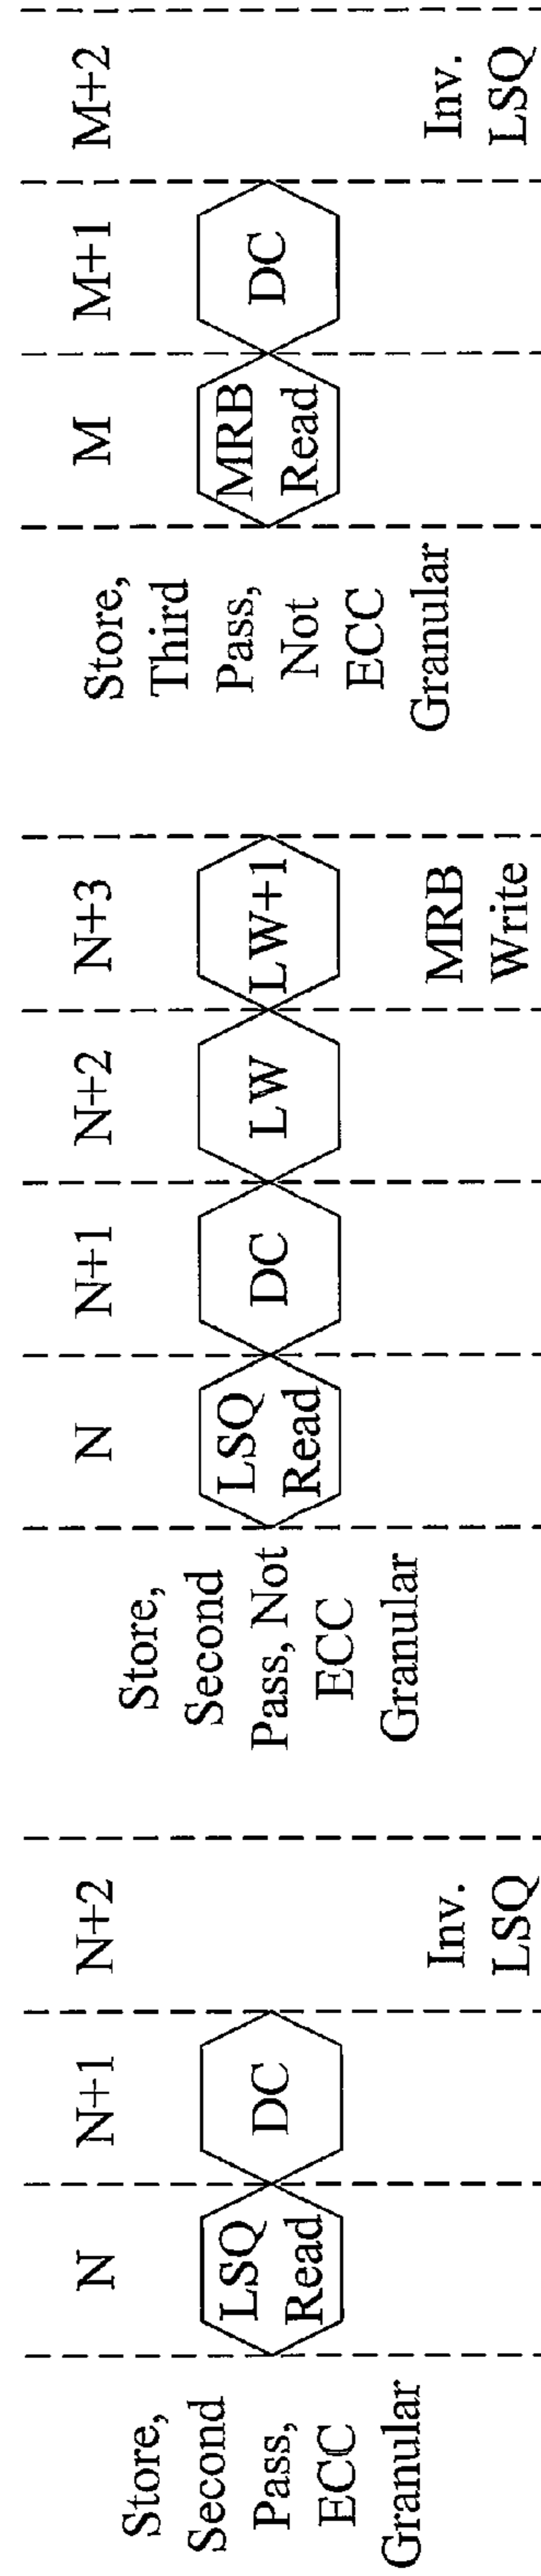 Store,
Second
Pass,
ECC
Granular
N
N+1
N+2
LSQ
Read
DC
Inv.
LSQ
Store,
Second
Pass, Not
ECC
Granular
N
N+1
N+2
N+3
LSQ
Read
DC
LW
LW+1
MRB
Write
Store,
Third
Pass,
Not
ECC
Granular
M
M+1
M+2
MRB
Read
DC
Inv.
LSQ